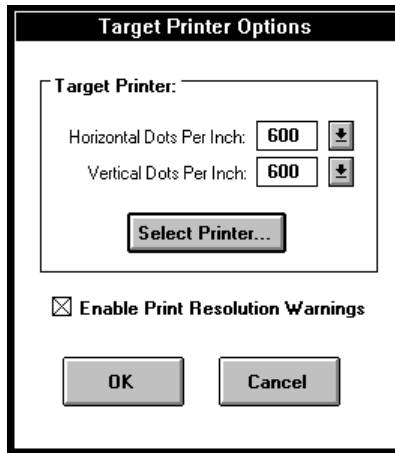 Target Printer Options
Target Printer:
Horizontal Dots Per Inch: 600
Vertical Dots Per Inch: 600
Select Printer...
Enable Print Resolution Warnings
OK Cancel